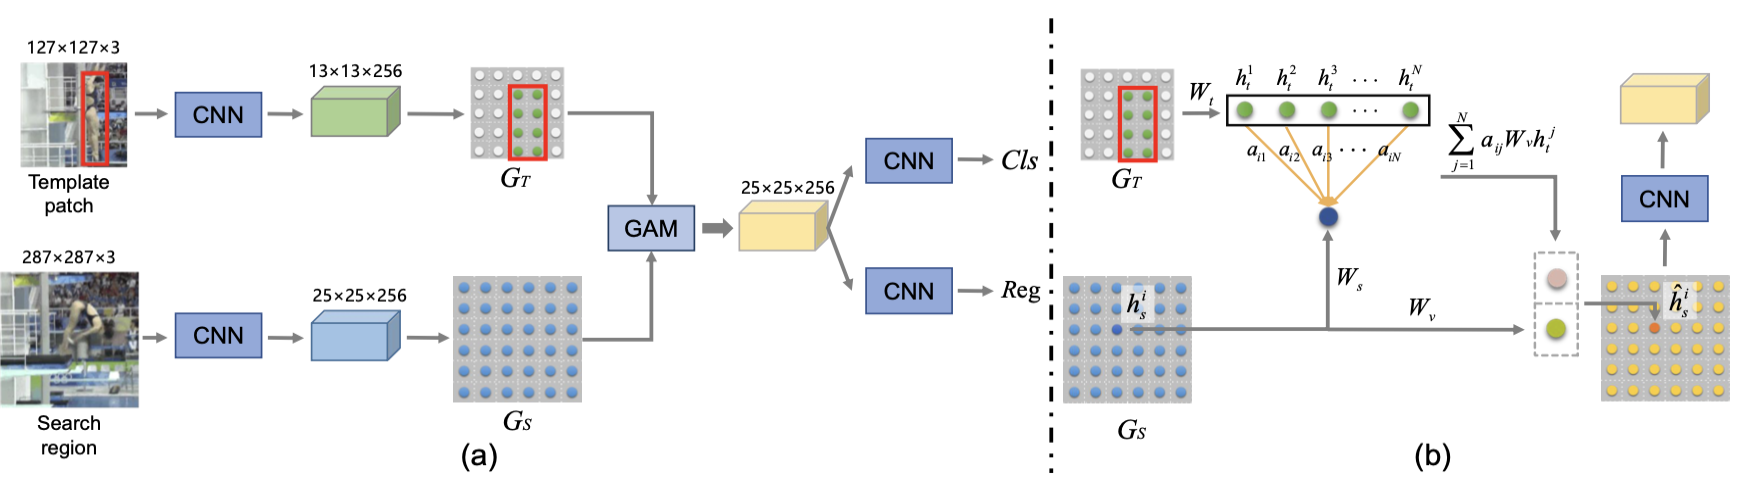 127×127×3
CNN
13×13×256
Template
patch
G_T
287×287×3
CNN
25×25×256
Search
region
G_S
GAM
25×25×256
CNN
Cls
CNN
Reg
(a)
G_T
W_t
h_t^1 h_t^2 h_t^3 ··· h_t^N
a_{i1} a_{i2} a_{i3} ··· a_{iN}
\sum_{j=1}^{N} a_{ij} W_v h_t^j
W_s
h_s^i
W_v
G_S
CNN
\hat{h}_s^i
(b)